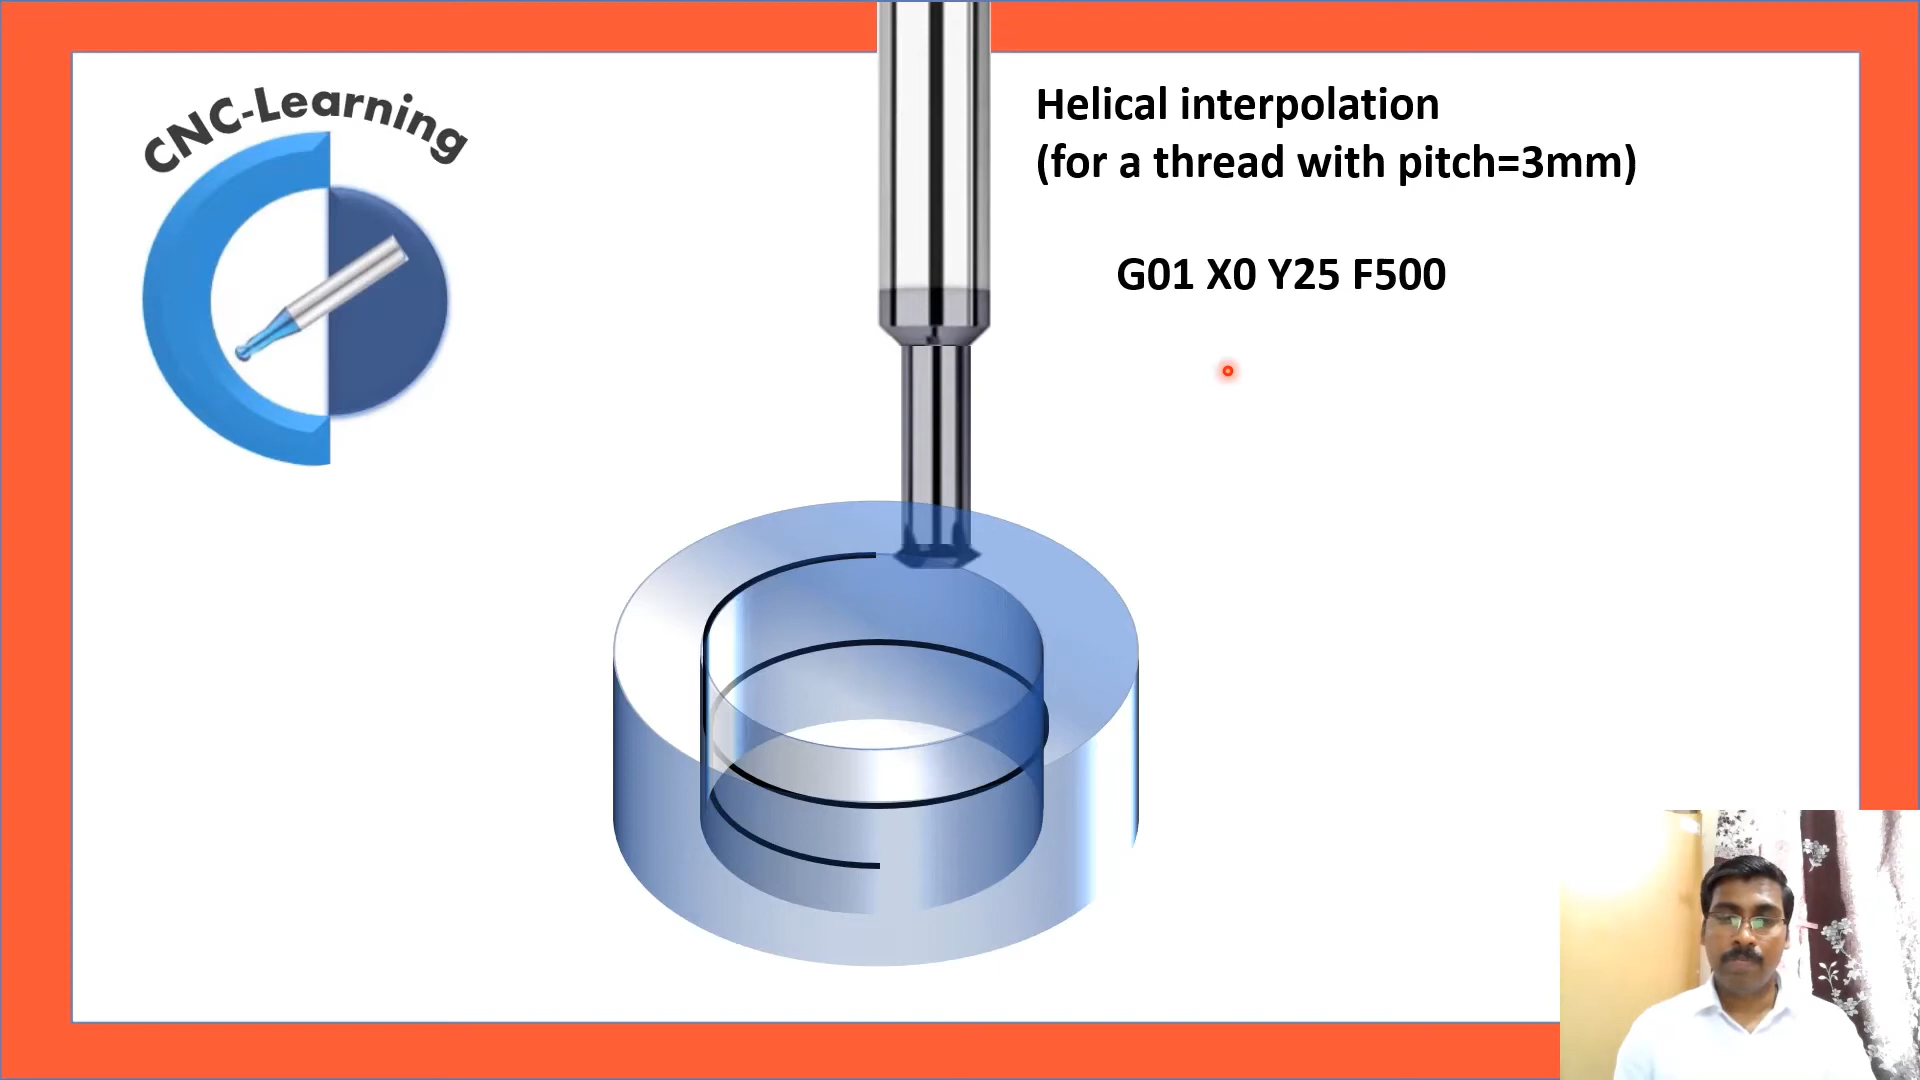 CNC-Learning
Helical interpolation
(for a thread with pitch=3mm)
G01 X0 Y25 F500